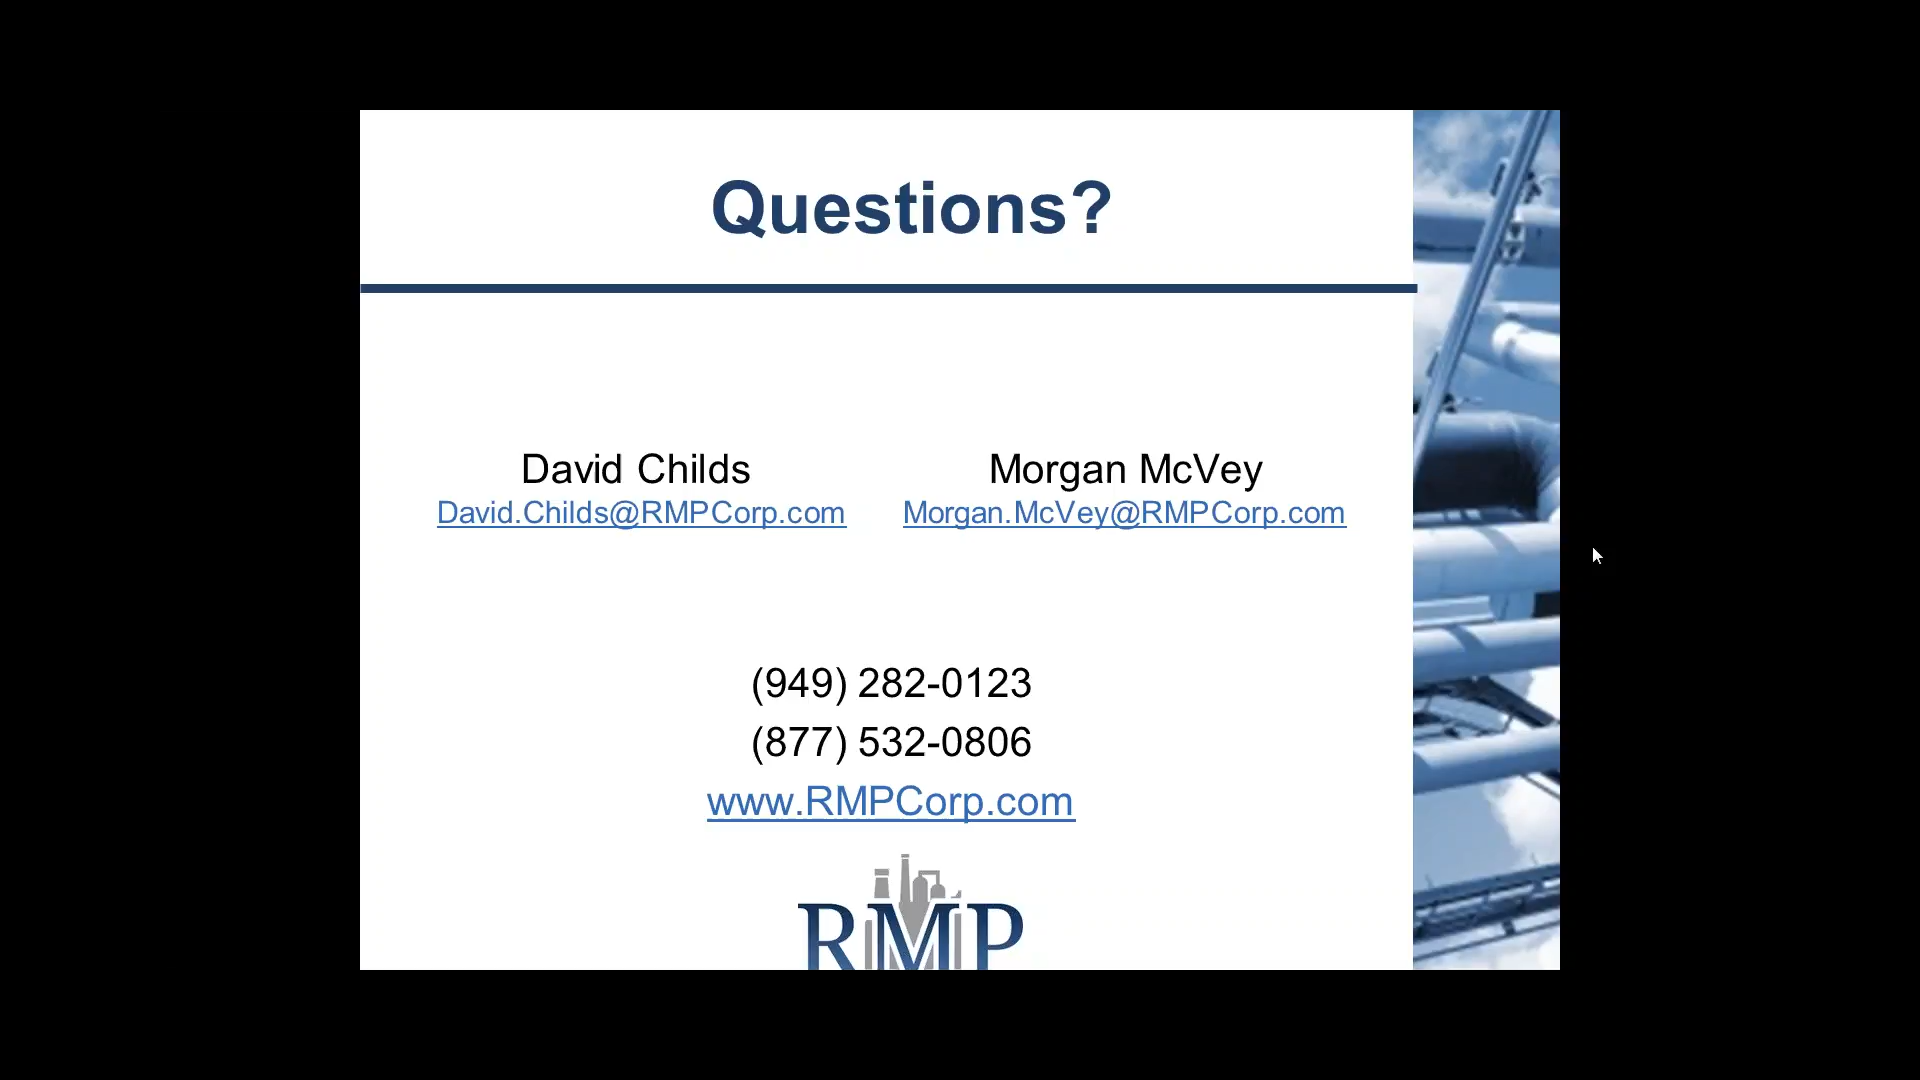 Questions?
David Childs
David.Childs@RMPCorp.com
Morgan McVey
Morgan.McVey@RMPCorp.com
(949) 282-0123
(877) 532-0806
www.RMPCorp.com
RMP